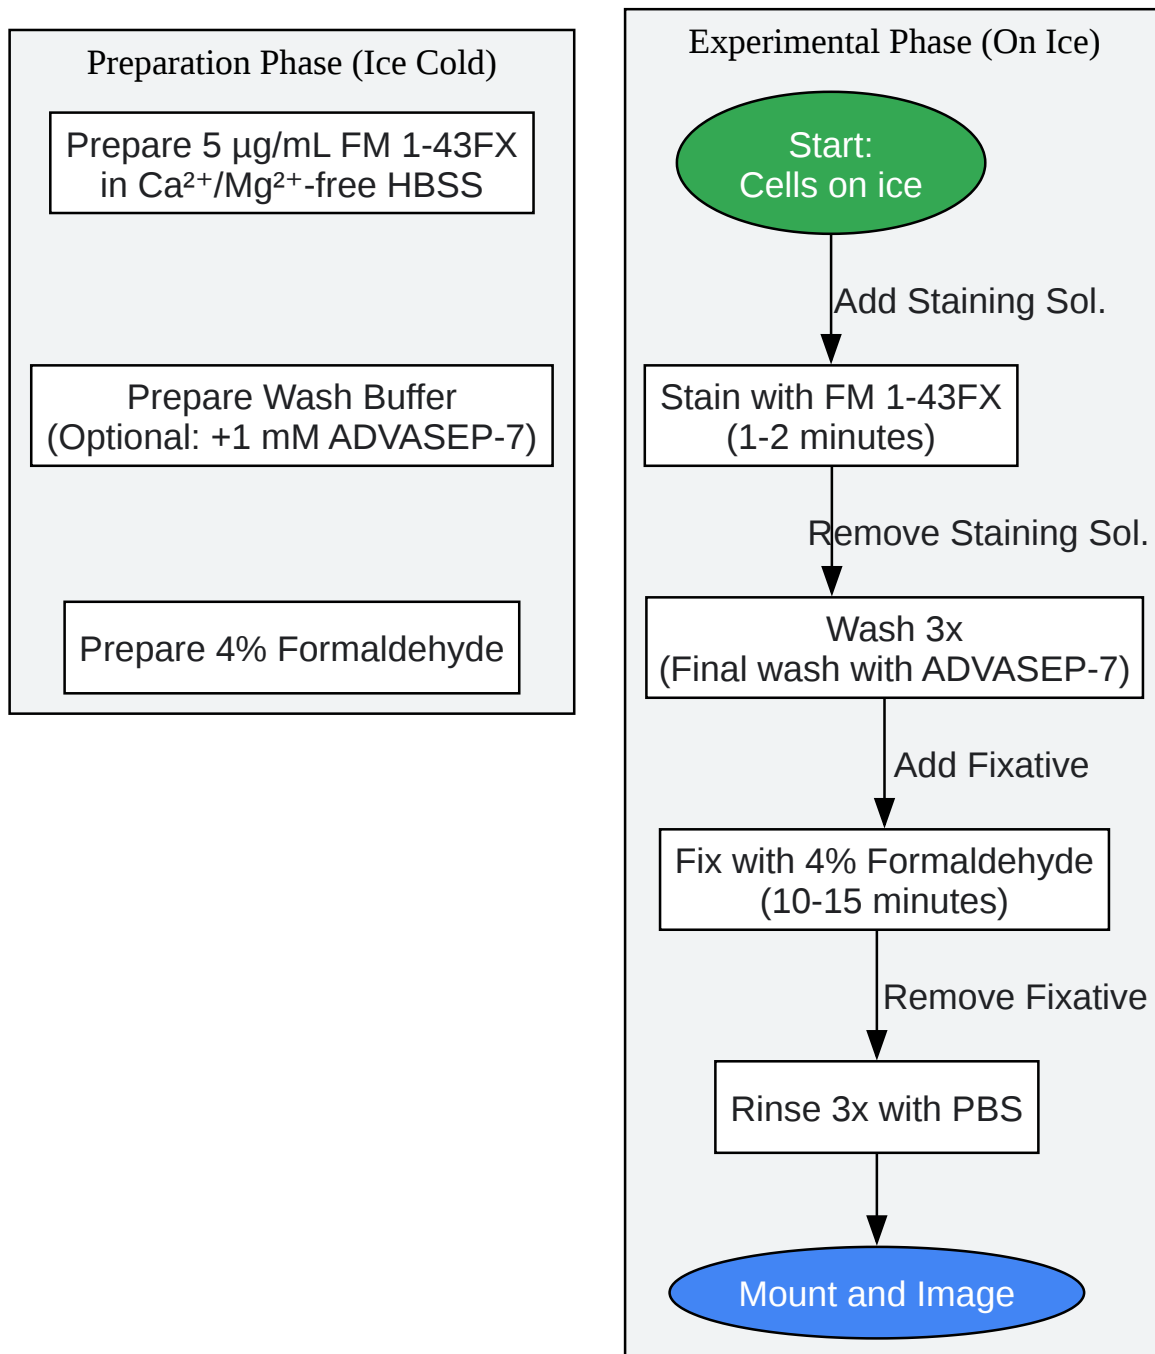 Preparation Phase (Ice Cold)
Prepare 5 µg/mL FM 1-43FX
in Ca²⁺/Mg²⁺-free HBSS
Prepare Wash Buffer
(Optional: +1 mM ADVASEP-7)
Prepare 4% Formaldehyde
Experimental Phase (On Ice)
Start:
Cells on ice
Add Staining Sol.
Stain with FM 1-43FX
(1-2 minutes)
Remove Staining Sol.
Wash 3x
(Final wash with ADVASEP-7)
Add Fixative
Fix with 4% Formaldehyde
(10-15 minutes)
Remove Fixative
Rinse 3x with PBS
Mount and Image